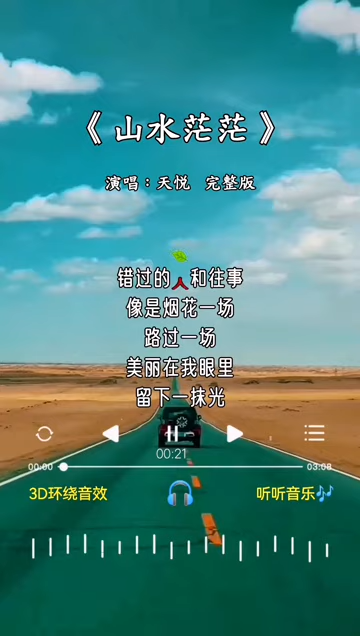 《山水茫茫》
演唱：天悦 完整版
错过的人和往事
像是烟花一场
路过一场
美丽在我眼里
留下一抹光
00:21
00:00 03:08
3D环绕音效 听听音乐